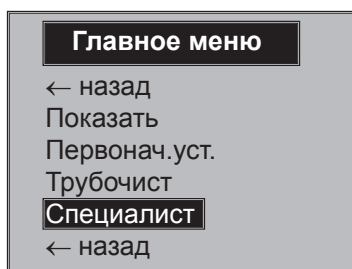 Главное меню
← назад
Показать
Первонач.уст.
Трубочист
Специалист
← назад